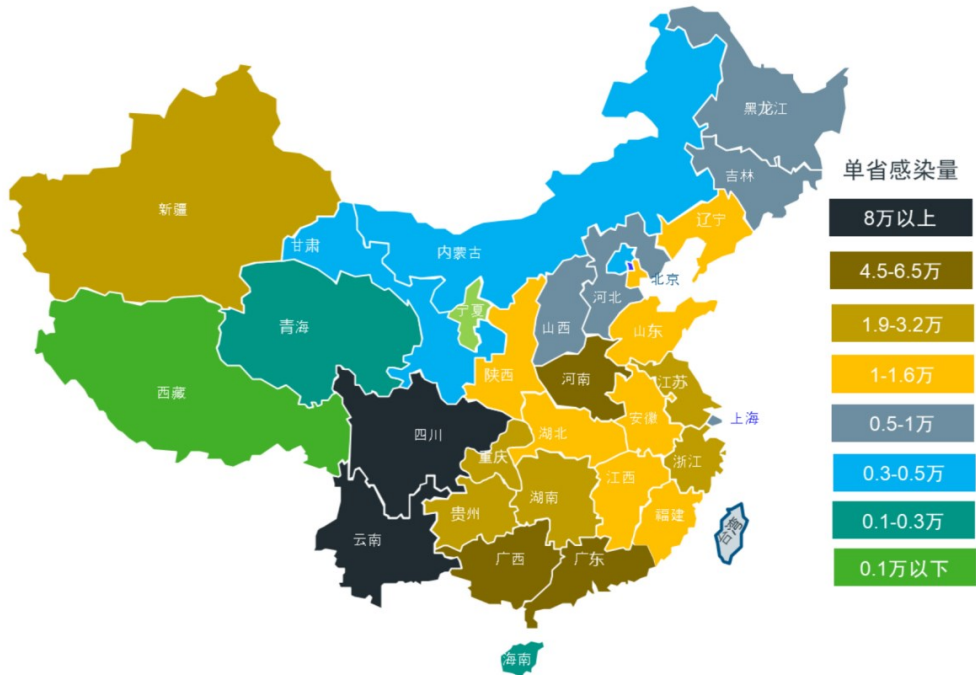 黑龙江
单省感染量
吉林
新疆
辽宁
8万以上
甘肃
内蒙古
4.5-6.5万
北京
河北
宁夏
1.9-3.2万
青海
山西
山东
1-1.6万
西藏
陕西
河南
江苏
0.5-1万
四川
湖北
安徽
上海
重庆
浙江
0.3-0.5万
江西
贵州
湖南
福建
0.1-0.3万
云南
广西
广东
台湾
0.1万以下
海南